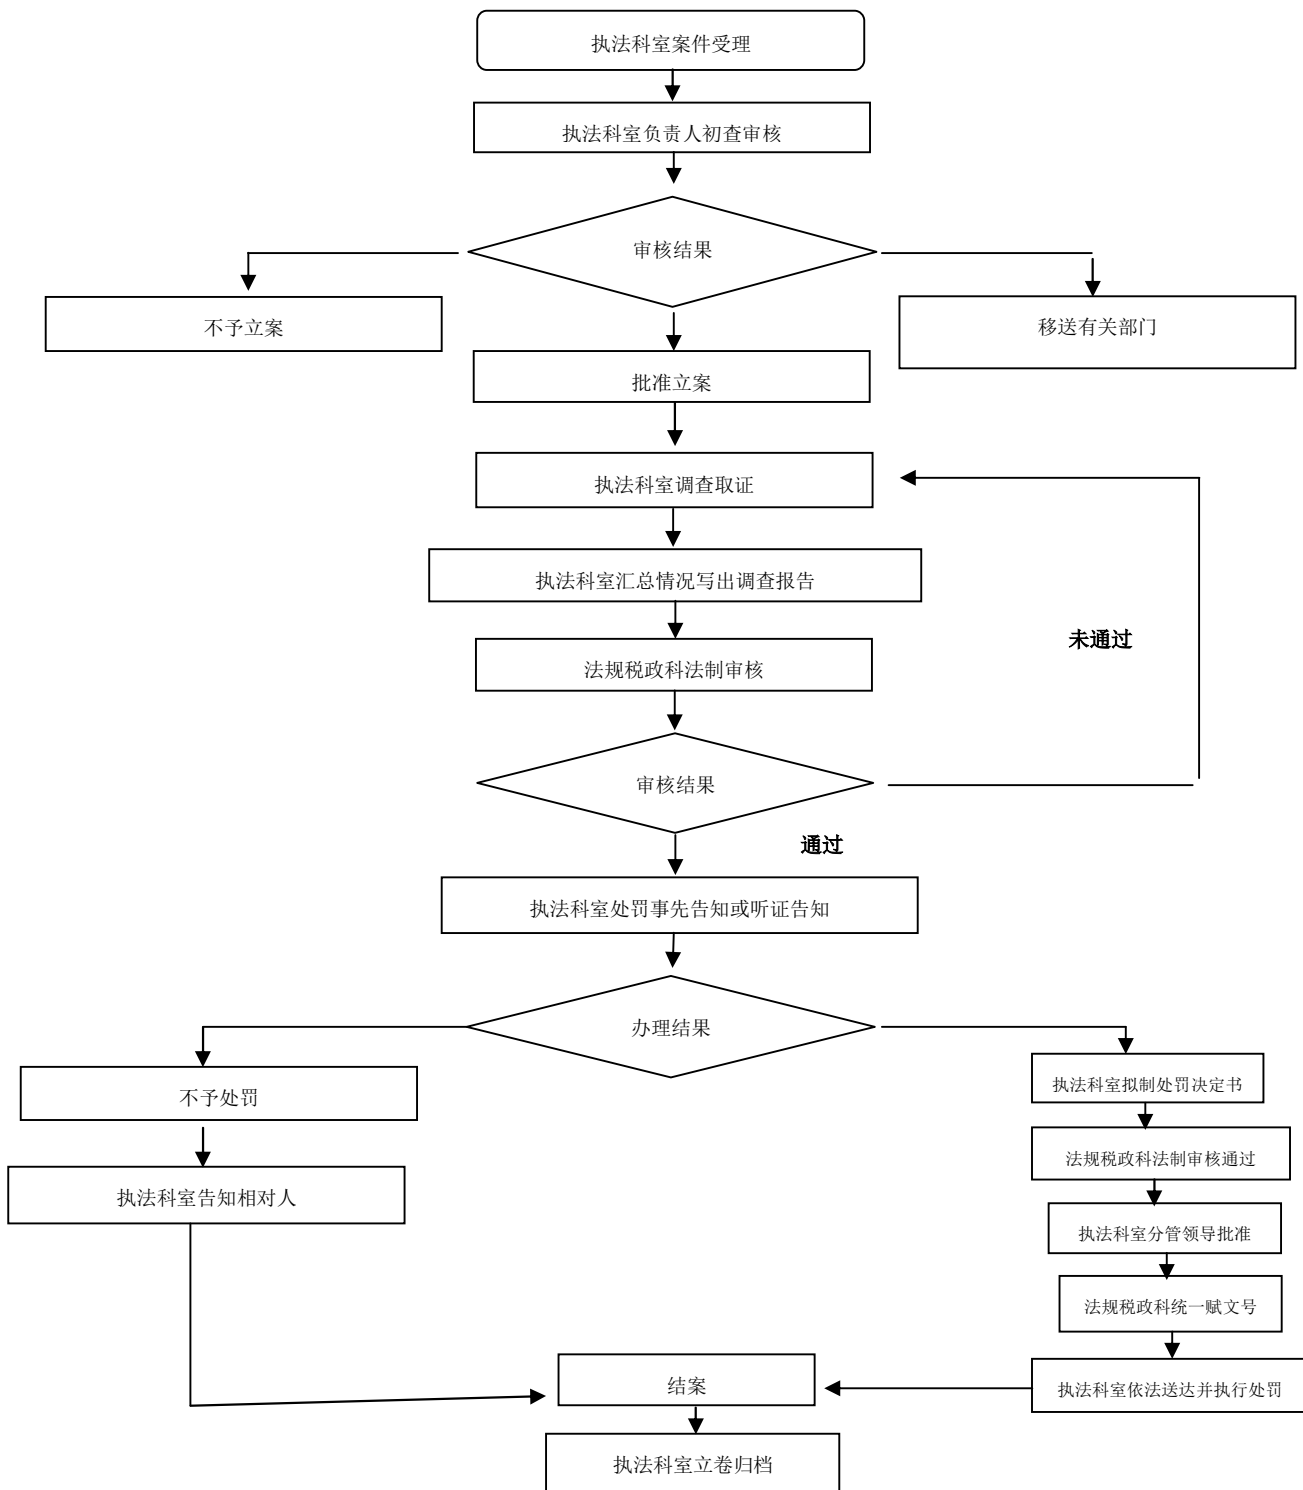 执法科室案件受理
执法科室负责人初查审核
审核结果
不予立案
移送有关部门
批准立案
执法科室调查取证
执法科室汇总情况写出调查报告
未通过
法规税政科法制审核
审核结果
通过
执法科室处罚事先告知或听证告知
办理结果
执法科室拟制处罚决定书
不予处罚
法规税政科法制审核通过
执法科室告知相对人
执法科室分管领导批准
法规税政科统一赋文号
结案
执法科室依法送达并执行处罚
执法科室立卷归档